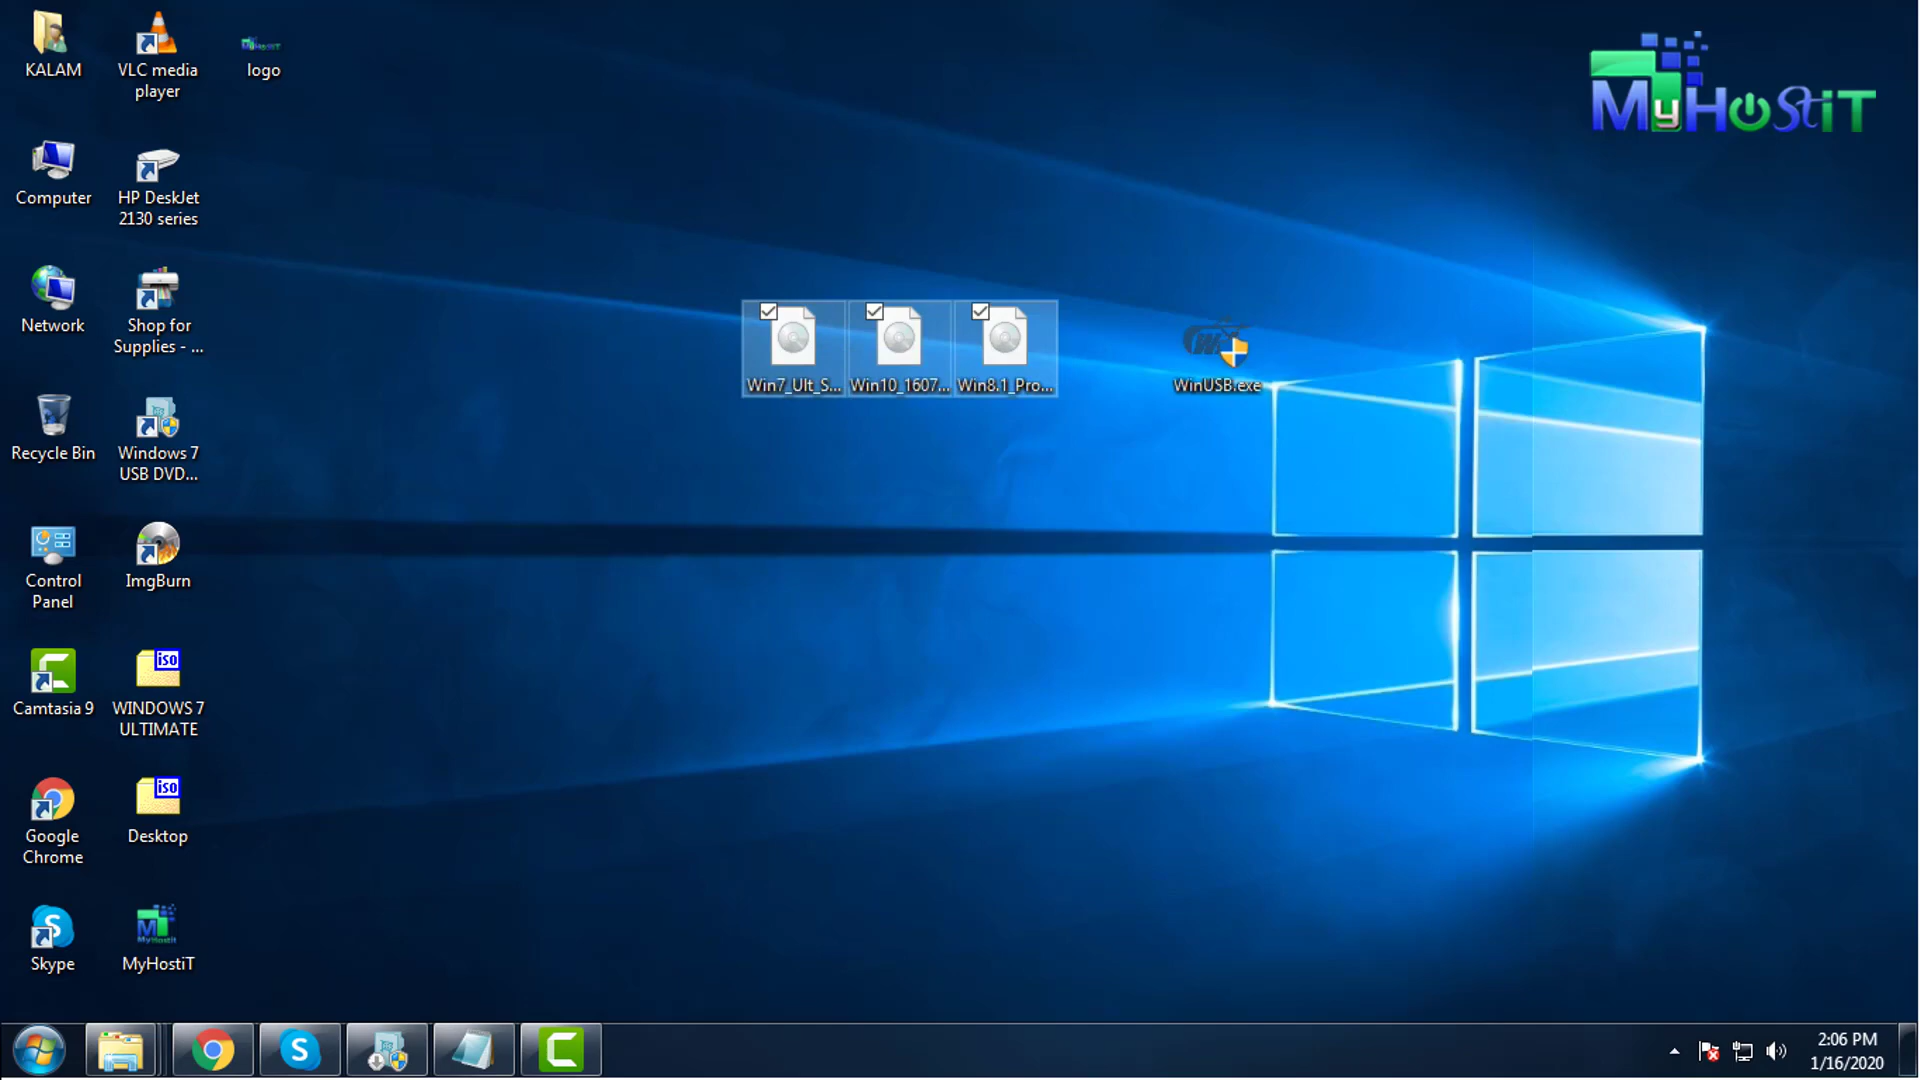 KALAM
VLC media
player
logo
MyHostiT
Computer
HP DeskJet
2130 series
Network
Shop for
Supplies - ...
Win7_Ult_S...
Win10_1607...
Win8.1_Pro...
WinUSB.exe
Recycle Bin
Windows 7
USB DVD...
Control
Panel
ImgBurn
Camtasia 9
iso
WINDOWS 7
ULTIMATE
Google
Chrome
iso
Desktop
Skype
MyHostiT
2:06 PM
1/16/2020